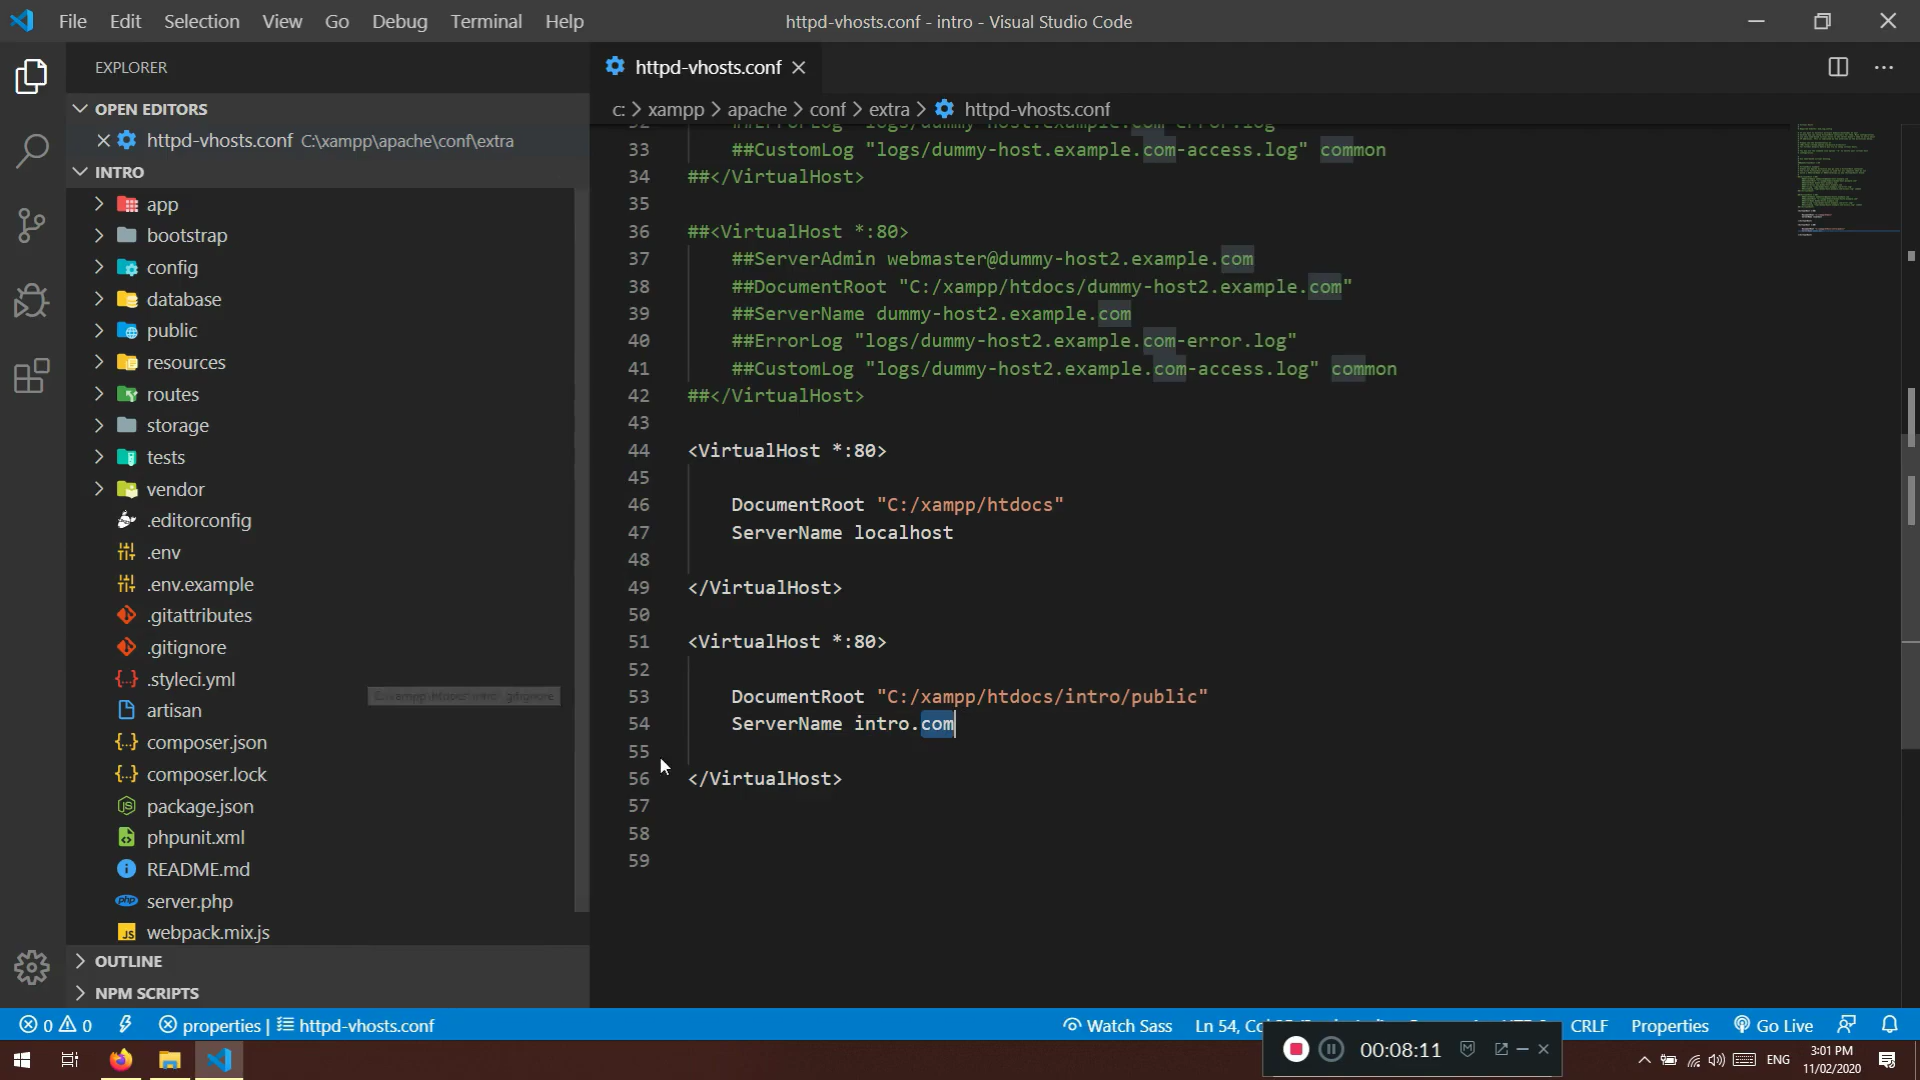 File Edit Selection View Go Debug Terminal Help
httpd-vhosts.conf - intro - Visual Studio Code
EXPLORER
OPEN EDITORS
httpd-vhosts.conf C:\xampp\apache\conf\extra
INTRO
app
bootstrap
config
database
public
resources
routes
storage
tests
vendor
.editorconfig
.env
.env.example
.gitattributes
.gitignore
.styleci.yml
artisan
composer.json
composer.lock
package.json
phpunit.xml
README.md
server.php
webpack.mix.js
OUTLINE
NPM SCRIPTS
httpd-vhosts.conf
c: > xampp > apache > conf > extra > httpd-vhosts.conf
32 ##ErrorLog "logs/dummy-host.example.com-error.log"
33 ##CustomLog "logs/dummy-host.example.com-access.log" common
34 ##</VirtualHost>
35
36 ##<VirtualHost *:80>
37 ##ServerAdmin webmaster@dummy-host2.example.com
38 ##DocumentRoot "C:/xampp/htdocs/dummy-host2.example.com"
39 ##ServerName dummy-host2.example.com
40 ##ErrorLog "logs/dummy-host2.example.com-error.log"
41 ##CustomLog "logs/dummy-host2.example.com-access.log" common
42 ##</VirtualHost>
43
44 <VirtualHost *:80>
45
46 DocumentRoot "C:/xampp/htdocs"
47 ServerName localhost
48
49 </VirtualHost>
50
51 <VirtualHost *:80>
52
53 DocumentRoot "C:/xampp/htdocs/intro/public"
54 ServerName intro.com
55
56 </VirtualHost>
57
58
59
0 0 properties | httpd-vhosts.conf
Watch Sass Ln 54, CRLF Properties Go Live
00:08:11
ENG
3:01 PM
11/02/2020